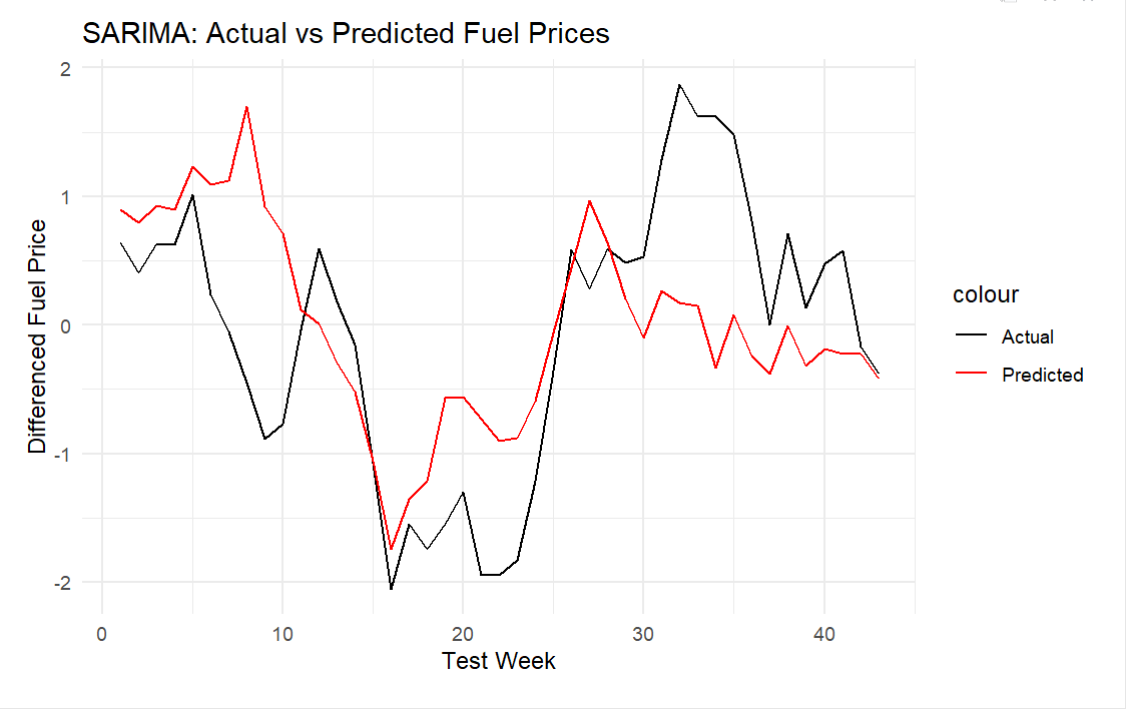 SARIMA: Actual vs Predicted Fuel Prices
2
1
0
-1
-2
Differenced Fuel Price
0 10 20 30 40
Test Week
colour
Actual
Predicted